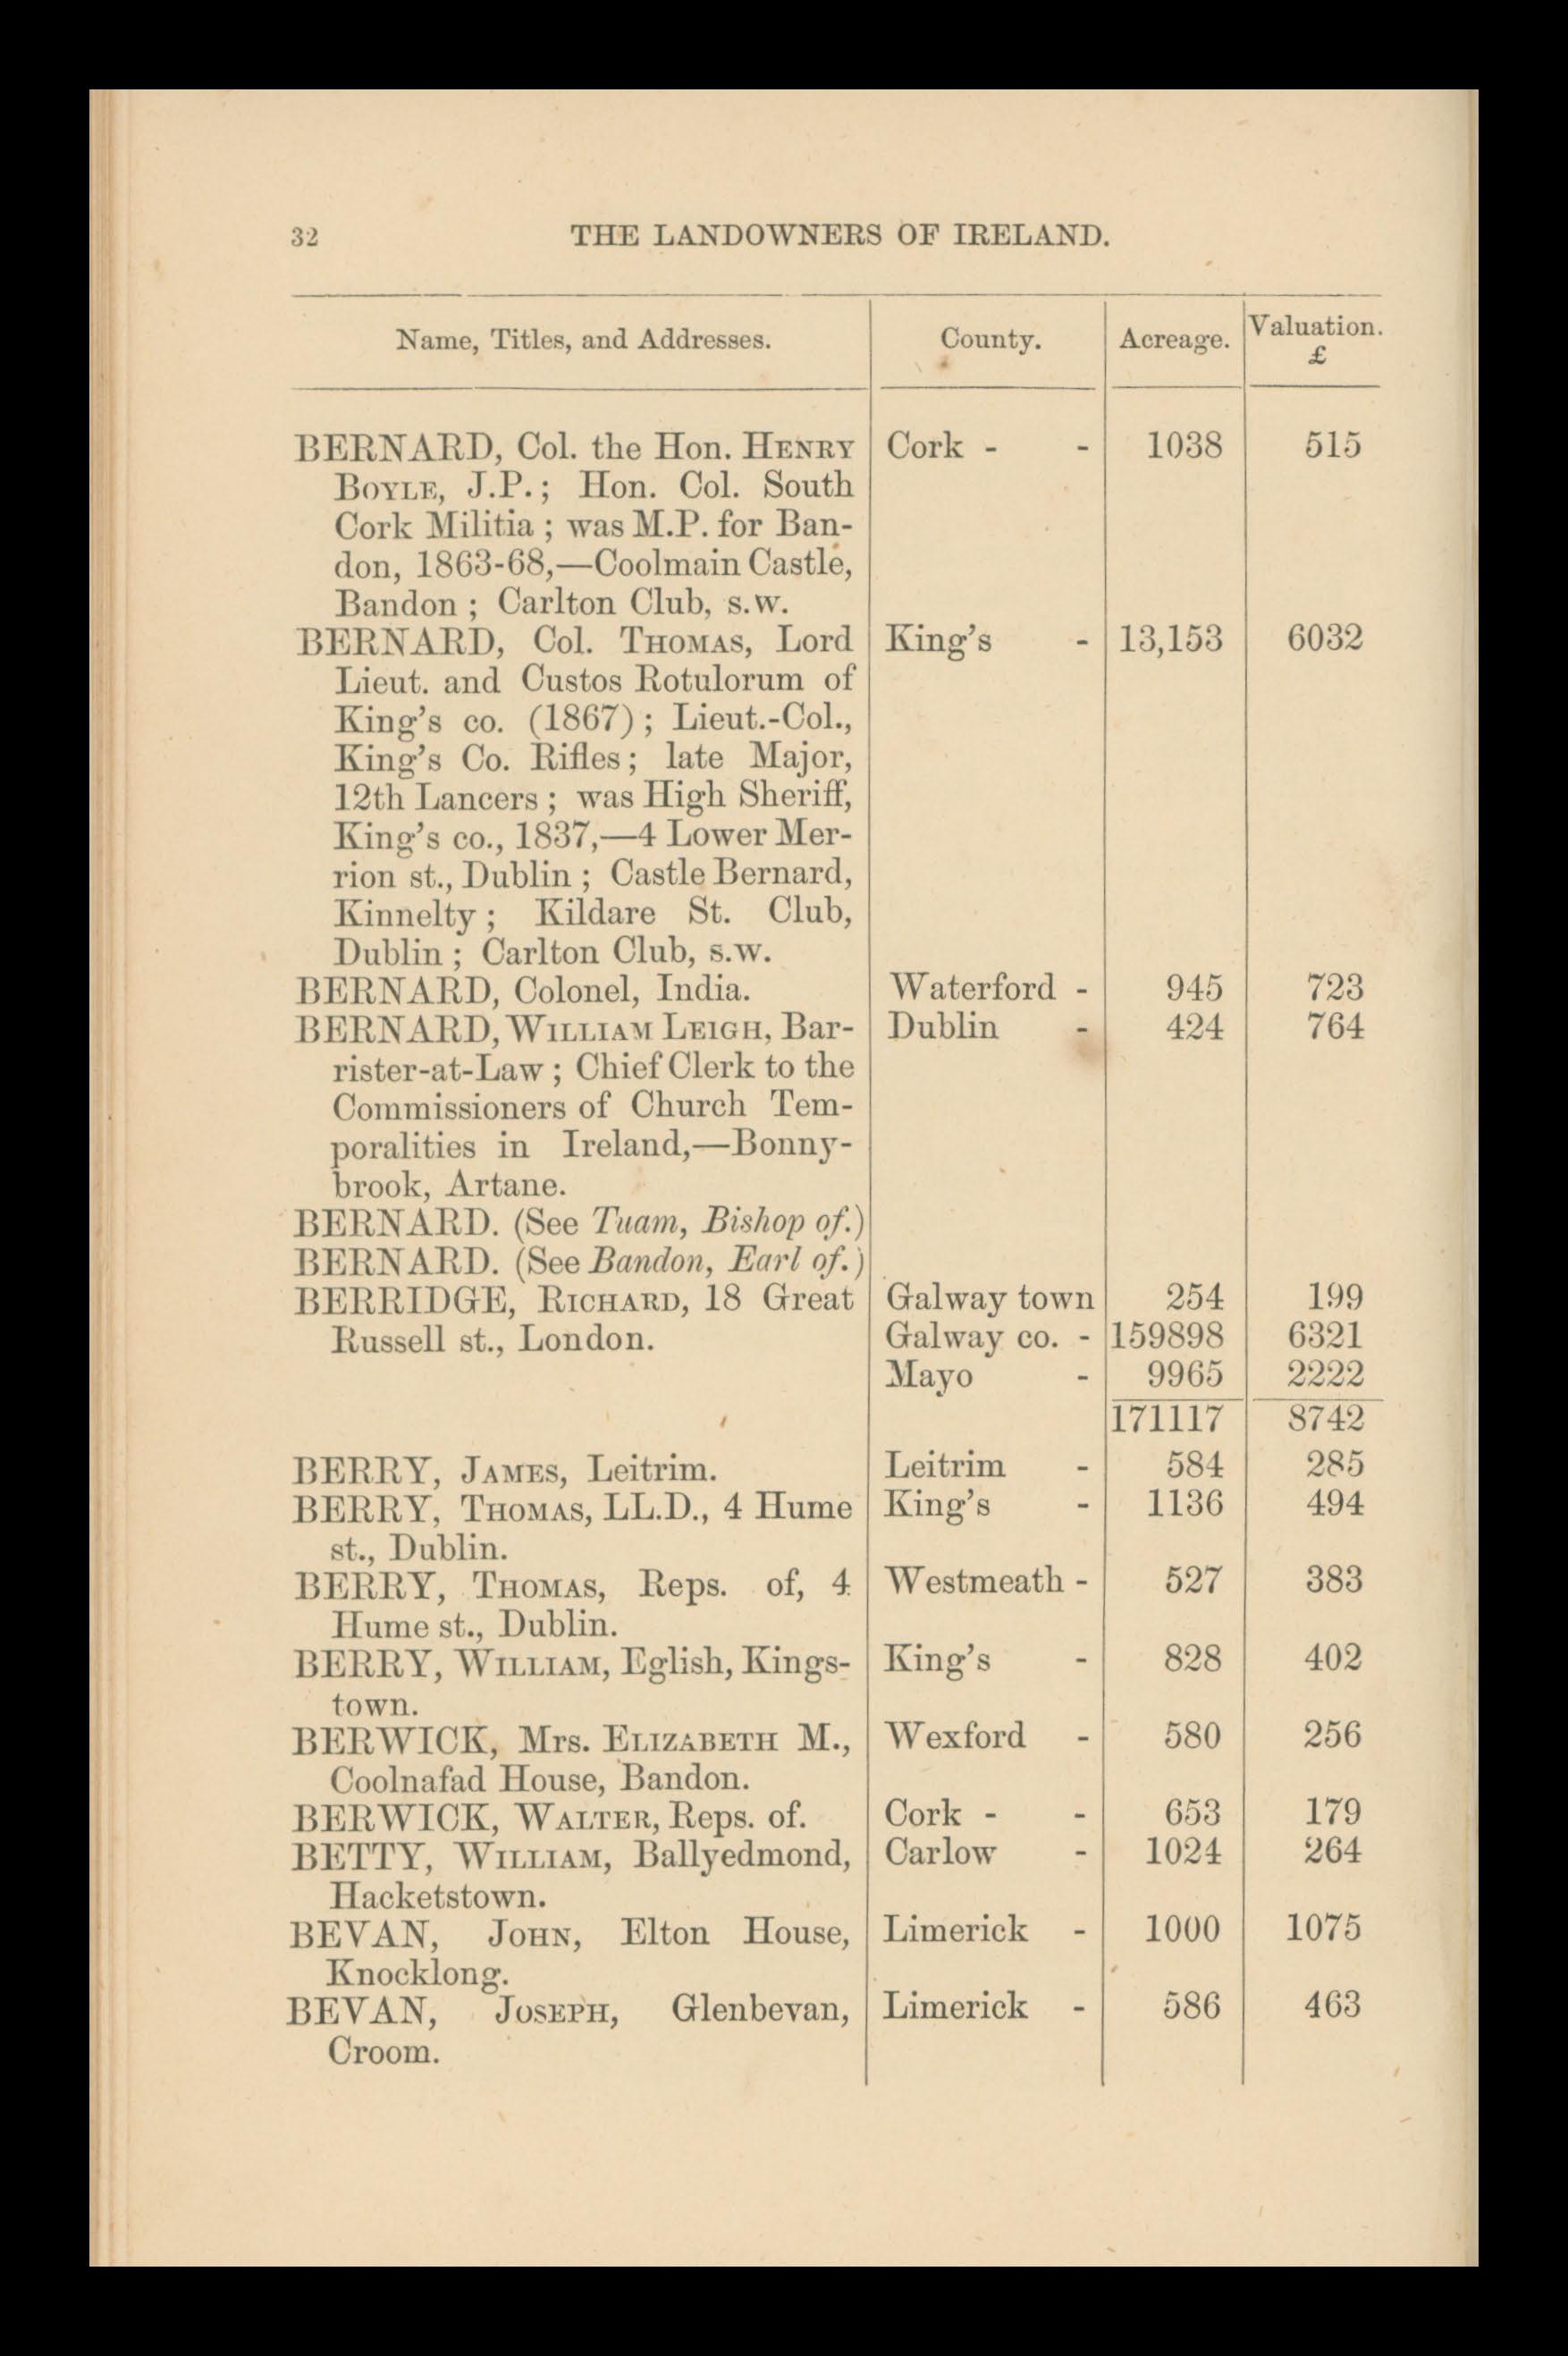 32 THE LANDOWNERS OF IRELAND.
Name, Titles, and Addresses. County. Acreage. Valuation. £
BERNARD, Col. the Hon. HENRY Cork - - 1038 515
BOYLE, J.P.; Hon. Col. South
Cork Militia; was M.P. for Ban-
don, 1863-68,—Coolmain Castle,
Bandon; Carlton Club, s.w.
BERNARD, Col. THOMAS, Lord King's - 13,153 6032
Lieut. and Custos Rotulorum of
King's co. (1867); Lieut.-Col.,
King's Co. Rifles; late Major,
12th Lancers; was High Sheriff,
King's co., 1837,—4 Lower Mer-
rion st., Dublin; Castle Bernard,
Kinnelty; Kildare St. Club,
Dublin; Carlton Club, s.w.
BERNARD, Colonel, India. Waterford - 945 723
BERNARD, WILLIAM LEIGH, Bar- Dublin - 424 764
rister-at-Law; Chief Clerk to the
Commissioners of Church Tem-
poralities in Ireland,—Bonny-
brook, Artane.
BERNARD. (See Tuam, Bishop of.)
BERNARD. (See Bandon, Earl of.)
BERRIDGE, RICHARD, 18 Great Galway town 254 199
Russell st., London. Galway co. - 159898 6321
Mayo - 9965 2222
171117 8742
BERRY, JAMES, Leitrim. Leitrim - 584 285
BERRY, THOMAS, LL.D., 4 Hume King's - 1136 494
st., Dublin.
BERRY, THOMAS, Reps. of, 4 Westmeath - 527 383
Hume st., Dublin.
BERRY, WILLIAM, Eglish, Kings- King's - 828 402
town.
BERWICK, Mrs. ELIZABETH M., Wexford - 580 256
Coolnafad House, Bandon.
BERWICK, WALTER, Reps. of. Cork - - 653 179
BETTY, WILLIAM, Ballyedmond, Carlow - 1024 264
Hacketstown.
BEVAN, JOHN, Elton House, Limerick - 1000 1075
Knocklong.
BEVAN, JOSEPH, Glenbevan, Limerick - 586 463
Croom.